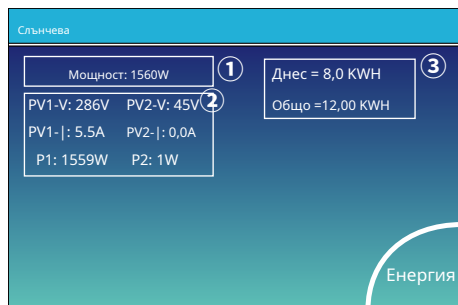 Слънчева
Мощност: 1560W
①
PV1-V: 286V PV2-V: 45V
②
PV1-|: 5.5A PV2-|: 0,0A
P1: 1559W P2: 1W
Днес = 8,0 KWH
③
Общо =12,00 KWH
Енергия